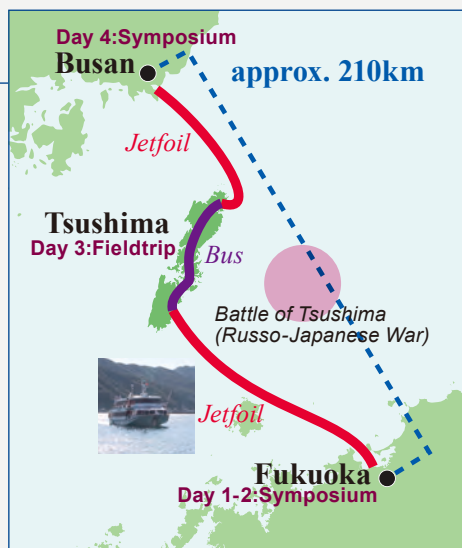 Day 4:Symposium
Busan
approx. 210km
Jetfoil
Tsushima
Day 3:Fieldtrip
Bus
Battle of Tsushima
(Russo-Japanese War)
Jetfoil
Fukuoka
Day 1-2:Symposium